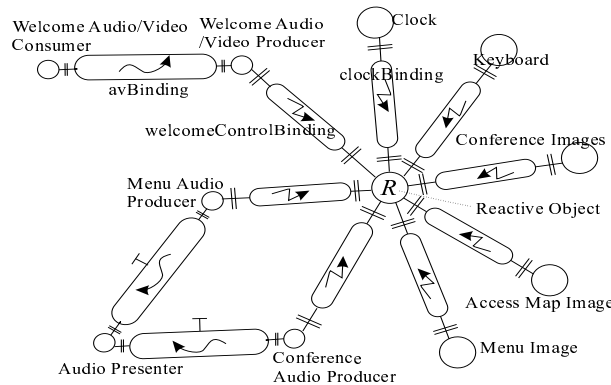 Welcome Audio/Video
Consumer
Welcome Audio
/Video Producer
Clock
Keyboard
clockBinding
avBinding
welcomeControlBinding
Conference Images
Menu Audio
Producer
R
Reactive Object
Access Map Image
Audio Presenter
Conference
Audio Producer
Menu Image